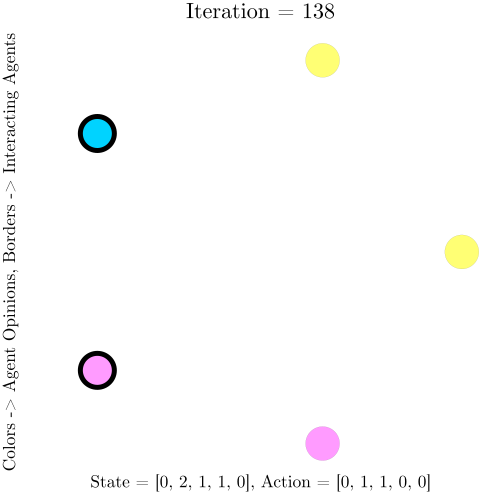 Iteration = 138
Colors -> Agent Opinions, Borders -> Interacting Agents
State = [0, 2, 1, 1, 0], Action = [0, 1, 1, 0, 0]